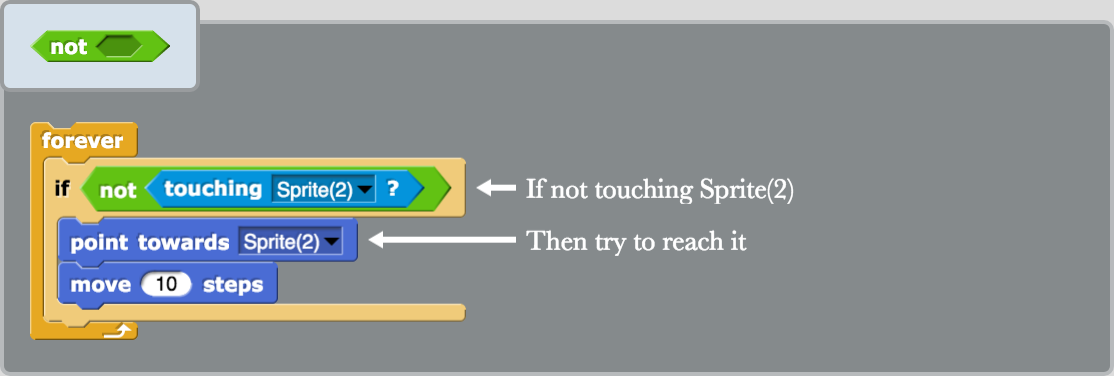 not
forever
if not touching Sprite(2) ? If not touching Sprite(2)
point towards Sprite(2) Then try to reach it
move 10 steps